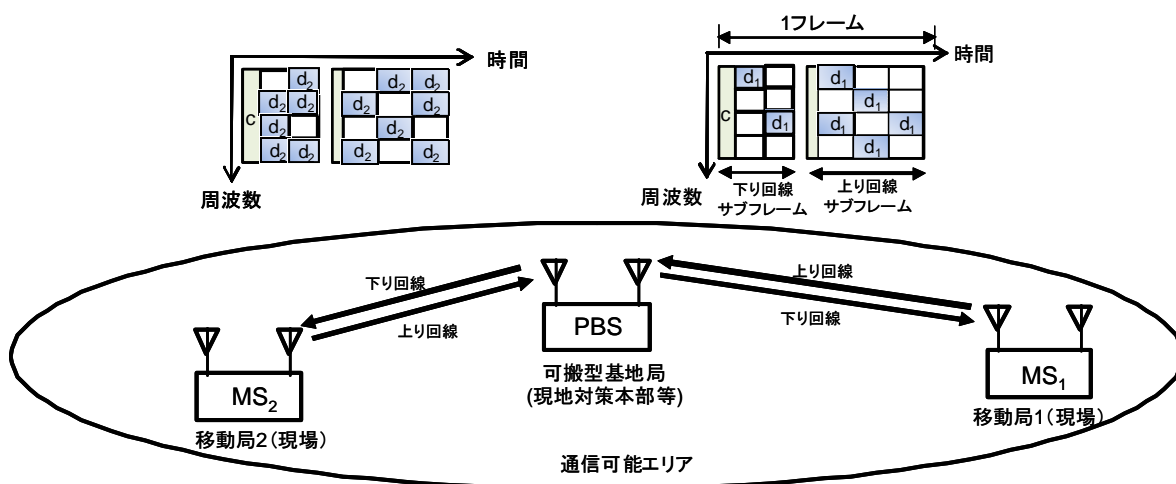 1フレーム
時間
時間
c
d2
d2
d2
d2
d2
d2
d2
d2
d2
d2
d2
d2
d2
d2
周波数
c
d1
d1
d1
d1
d1
d1
d1
周波数
下り回線
サブフレーム
上り回線
サブフレーム
下り回線
上り回線
上り回線
下り回線
PBS
可搬型基地局
(現地対策本部等)
MS2
移動局2(現場)
MS1
移動局1(現場)
通信可能エリア